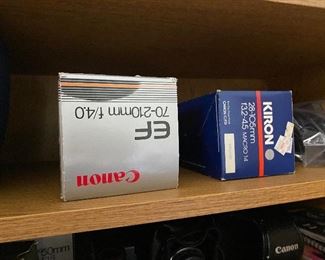 EF
70-210mm f/4.0
Canon
KIRON
28-105mm
f3.2-4.5 MACRO 1:4
Canon